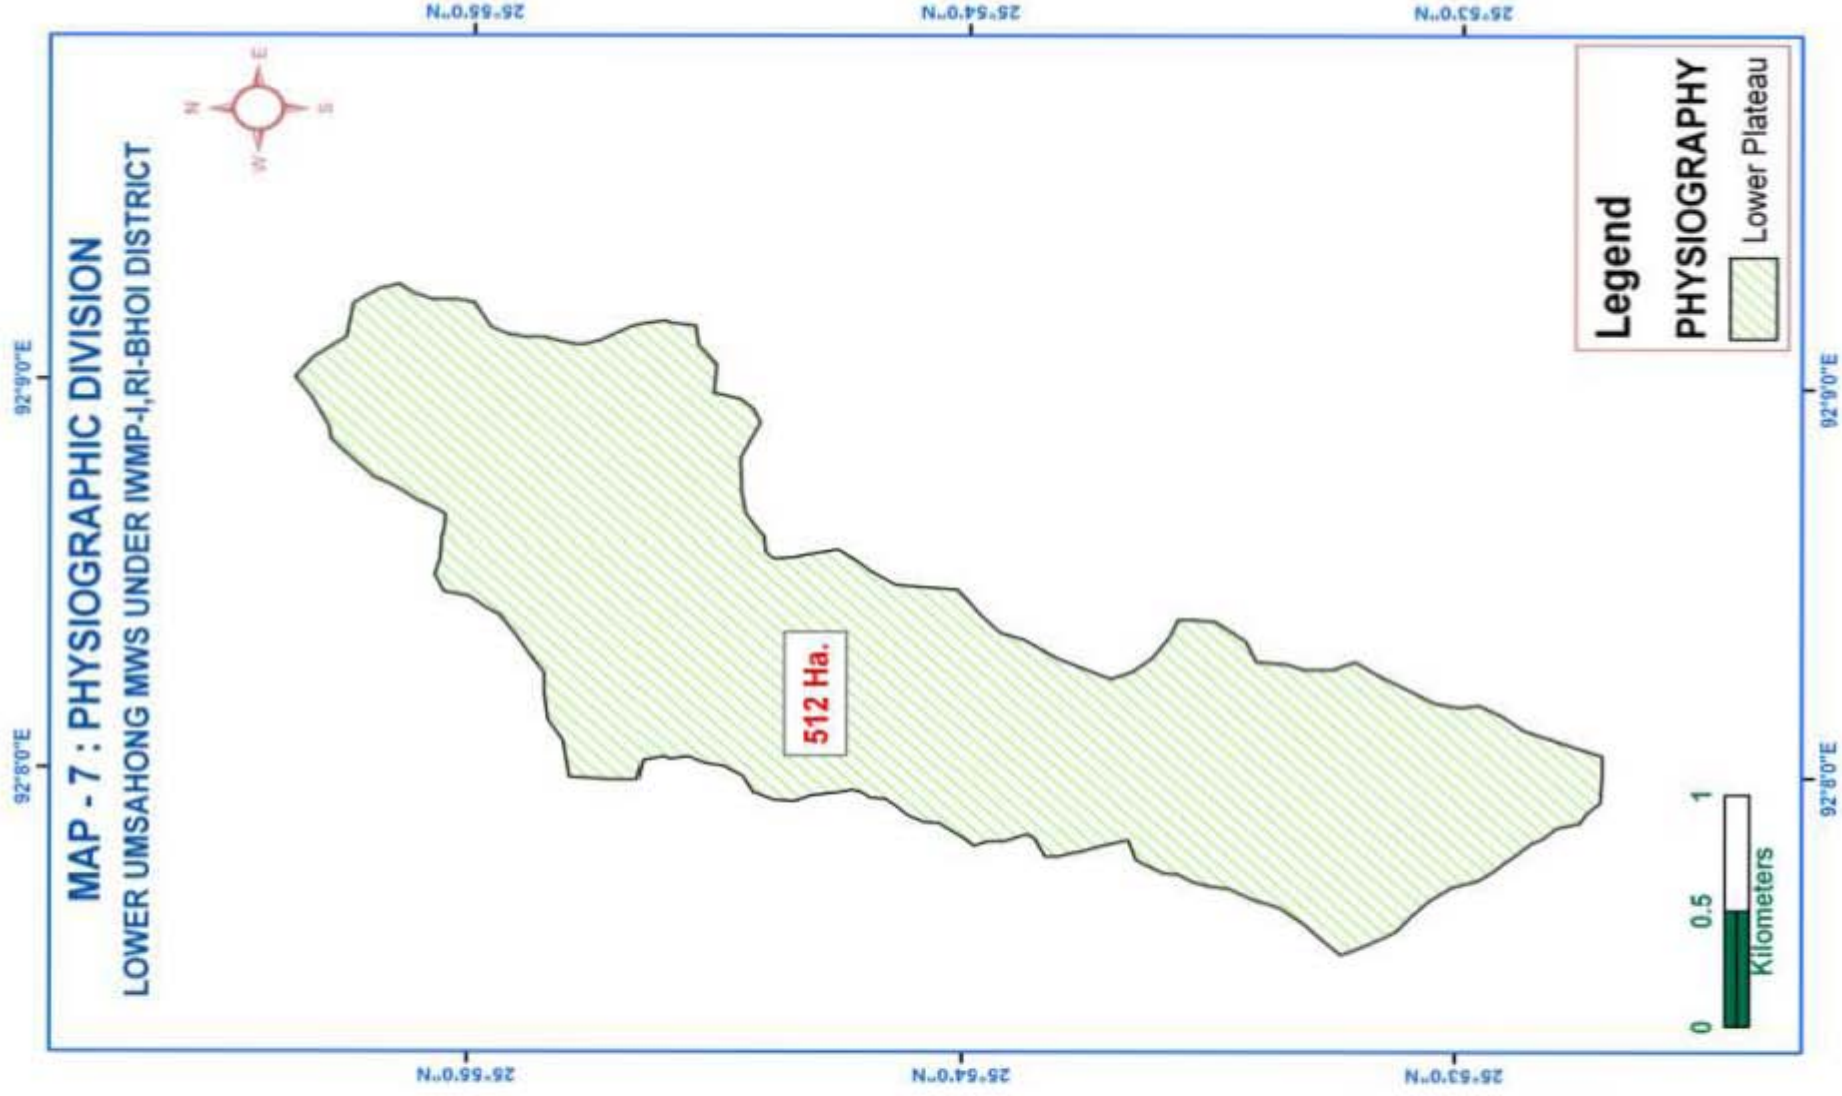 MAP - 7 : PHYSIOGRAPHIC DIVISION
LOWER UMSAHONG MWS UNDER IWMP-I,RI-BHOI DISTRICT
92°8'0"E
92°9'0"E
N
W
E
S
25°55'0"N
25°55'0"N
25°54'0"N
25°54'0"N
25°53'0"N
25°53'0"N
512 Ha.
0 0.5 1
Kilometers
Legend
PHYSIOGRAPHY
Lower Plateau
92°8'0"E
92°9'0"E